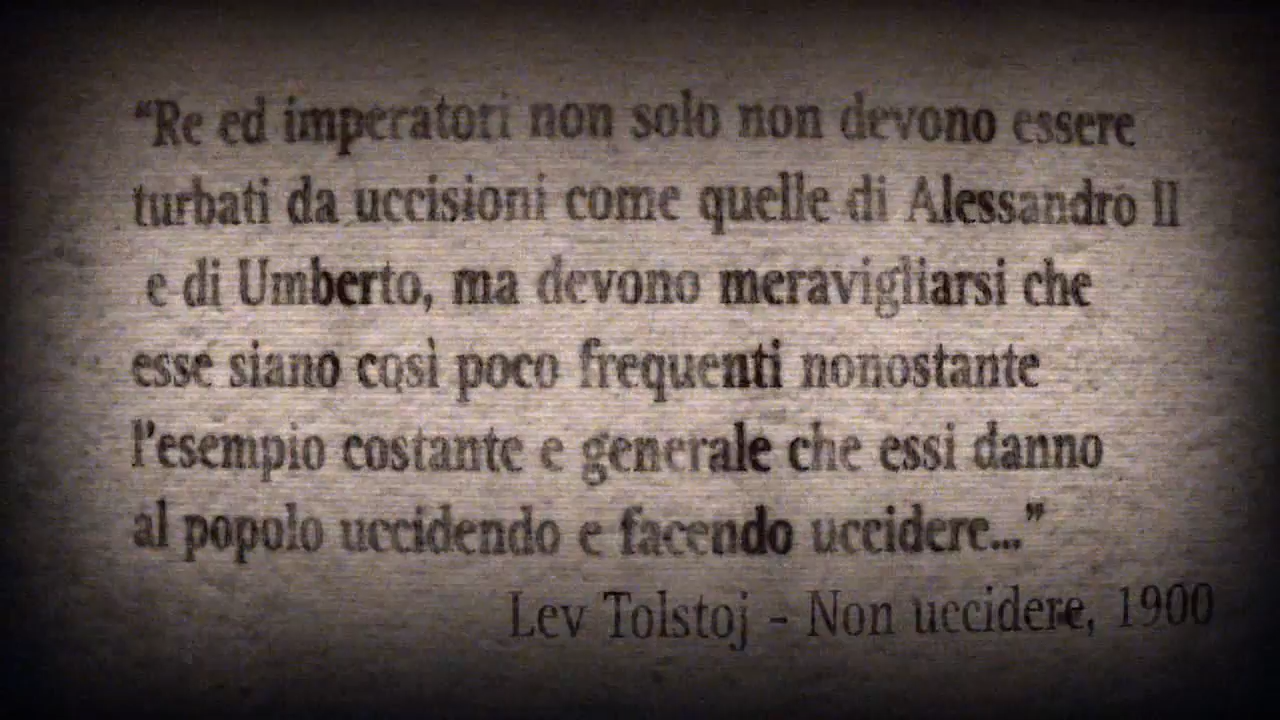 “Re ed imperatori non solo non devono essere
turbati da uccisioni come quelle di Alessandro II
e di Umberto, ma devono meravigliarsi che
esse siano così poco frequenti nonostante
l'esempio costante e generale che essi danno
al popolo uccidendo e facendo uccidere...”
Lev Tolstoj - Non uccidere, 1900